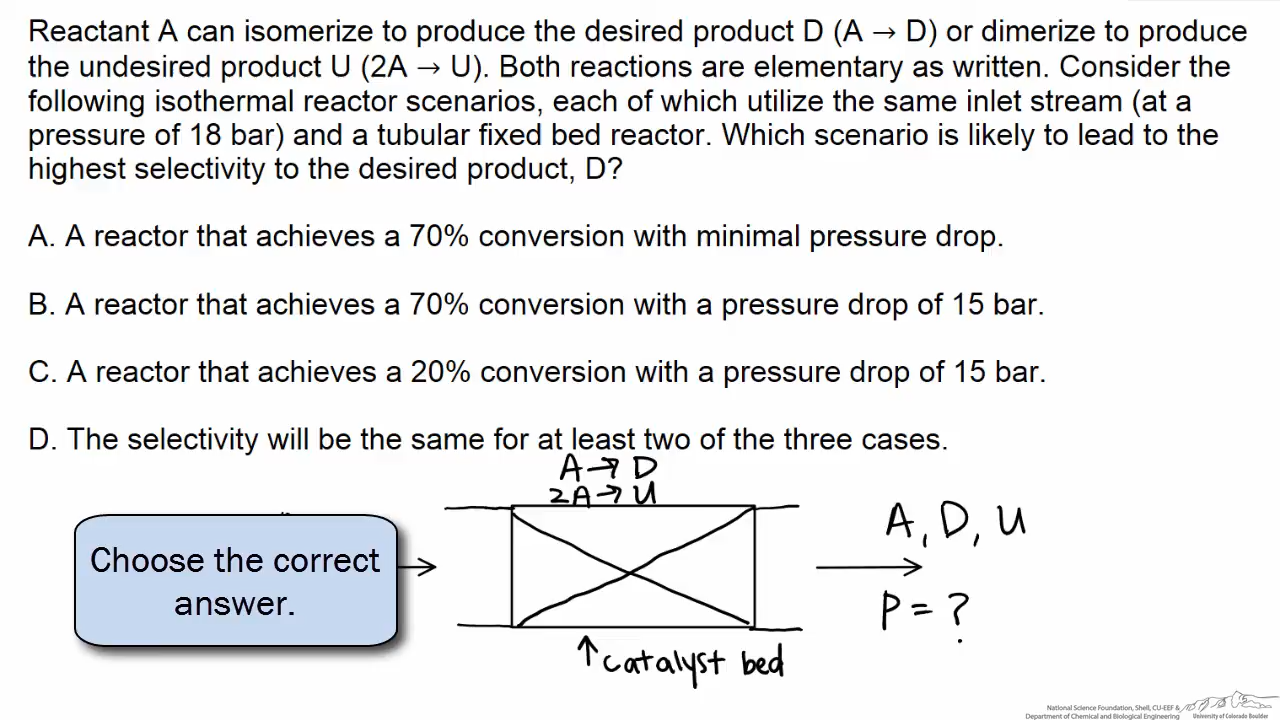 Reactant A can isomerize to produce the desired product D (A → D) or dimerize to produce
the undesired product U (2A → U). Both reactions are elementary as written. Consider the
following isothermal reactor scenarios, each of which utilize the same inlet stream (at a
pressure of 18 bar) and a tubular fixed bed reactor. Which scenario is likely to lead to the
highest selectivity to the desired product, D?
A. A reactor that achieves a 70% conversion with minimal pressure drop.
B. A reactor that achieves a 70% conversion with a pressure drop of 15 bar.
C. A reactor that achieves a 20% conversion with a pressure drop of 15 bar.
D. The selectivity will be the same for at least two of the three cases.
A → D
2A → U
Choose the correct
answer.
A, D, U
P = ?
↑ catalyst bed
National Science Foundation, Shell, CU-EEF &
Department of Chemical and Biological Engineering
University of Colorado Boulder